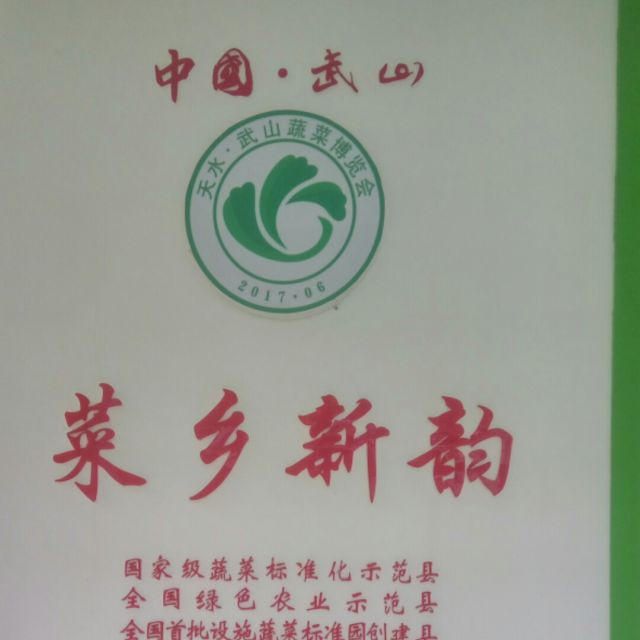 中國·武山
天水·武山蔬菜博览会
2017·06
菜乡新韵
国家级蔬菜标准化示范县
全国绿色农业示范县
全国首批设施蔬菜标准园创建县